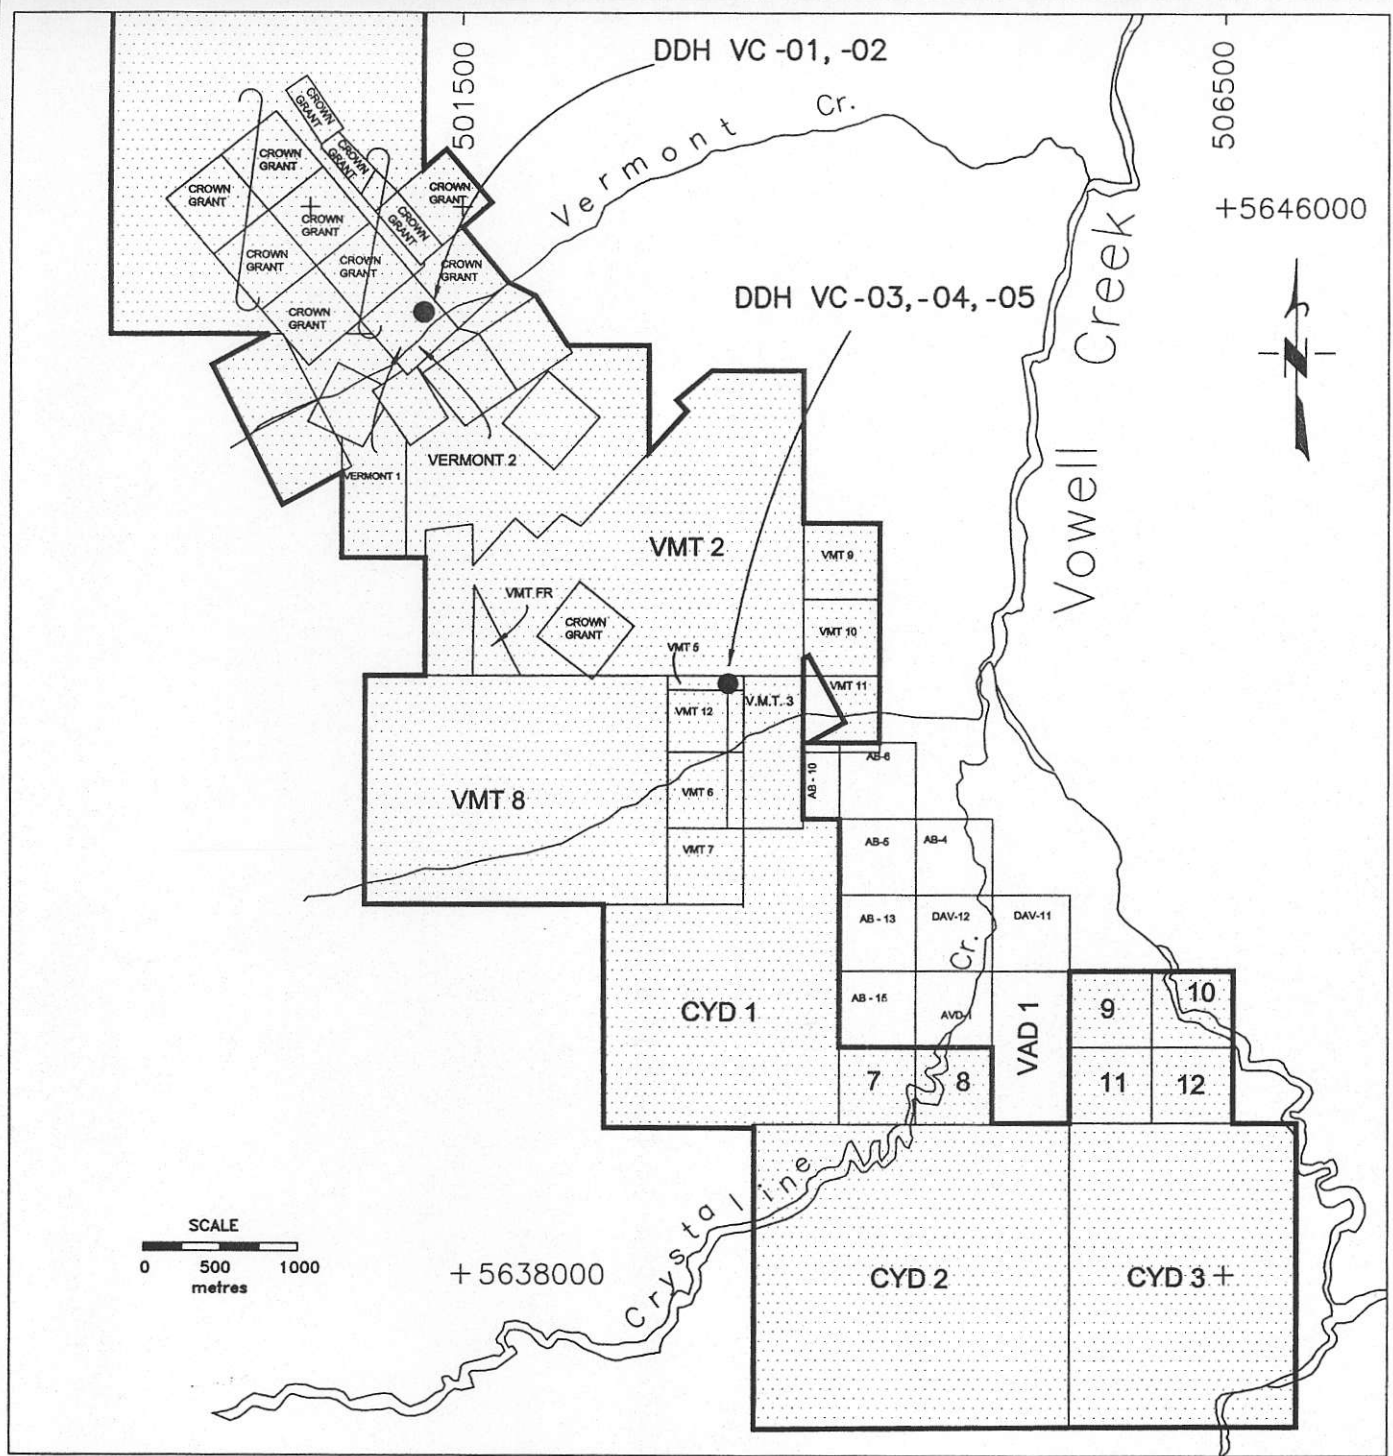 DDH VC-01, -02
501500
506500
Vermont Cr.
+5646000
CROWN
GRANT
CROWN
GRANT
CROWN
GRANT
CROWN
GRANT
CROWN
GRANT
CROWN
GRANT
CROWN
GRANT
CROWN
GRANT
CROWN
GRANT
CROWN
GRANT
CROWN
GRANT
DDH VC-03, -04, -05
Vowell Creek
N
VERMONT 2
VERMONT 1
VMT 2
VMT 9
VMT FR
CROWN
GRANT
VMT 10
VMT 5
VMT 11
V.M.T. 3
VMT 12
AB-6
AB-10
VMT 8
VMT 6
VMT 7
AB-5
AB-4
AB-13
DAV-12
DAV-11
Cr.
AB-15
AVD-1
CYD 1
VAD 1
9
10
7
8
11
12
Crystaline
SCALE
0 500 1000
metres
+5638000
CYD 2
CYD 3